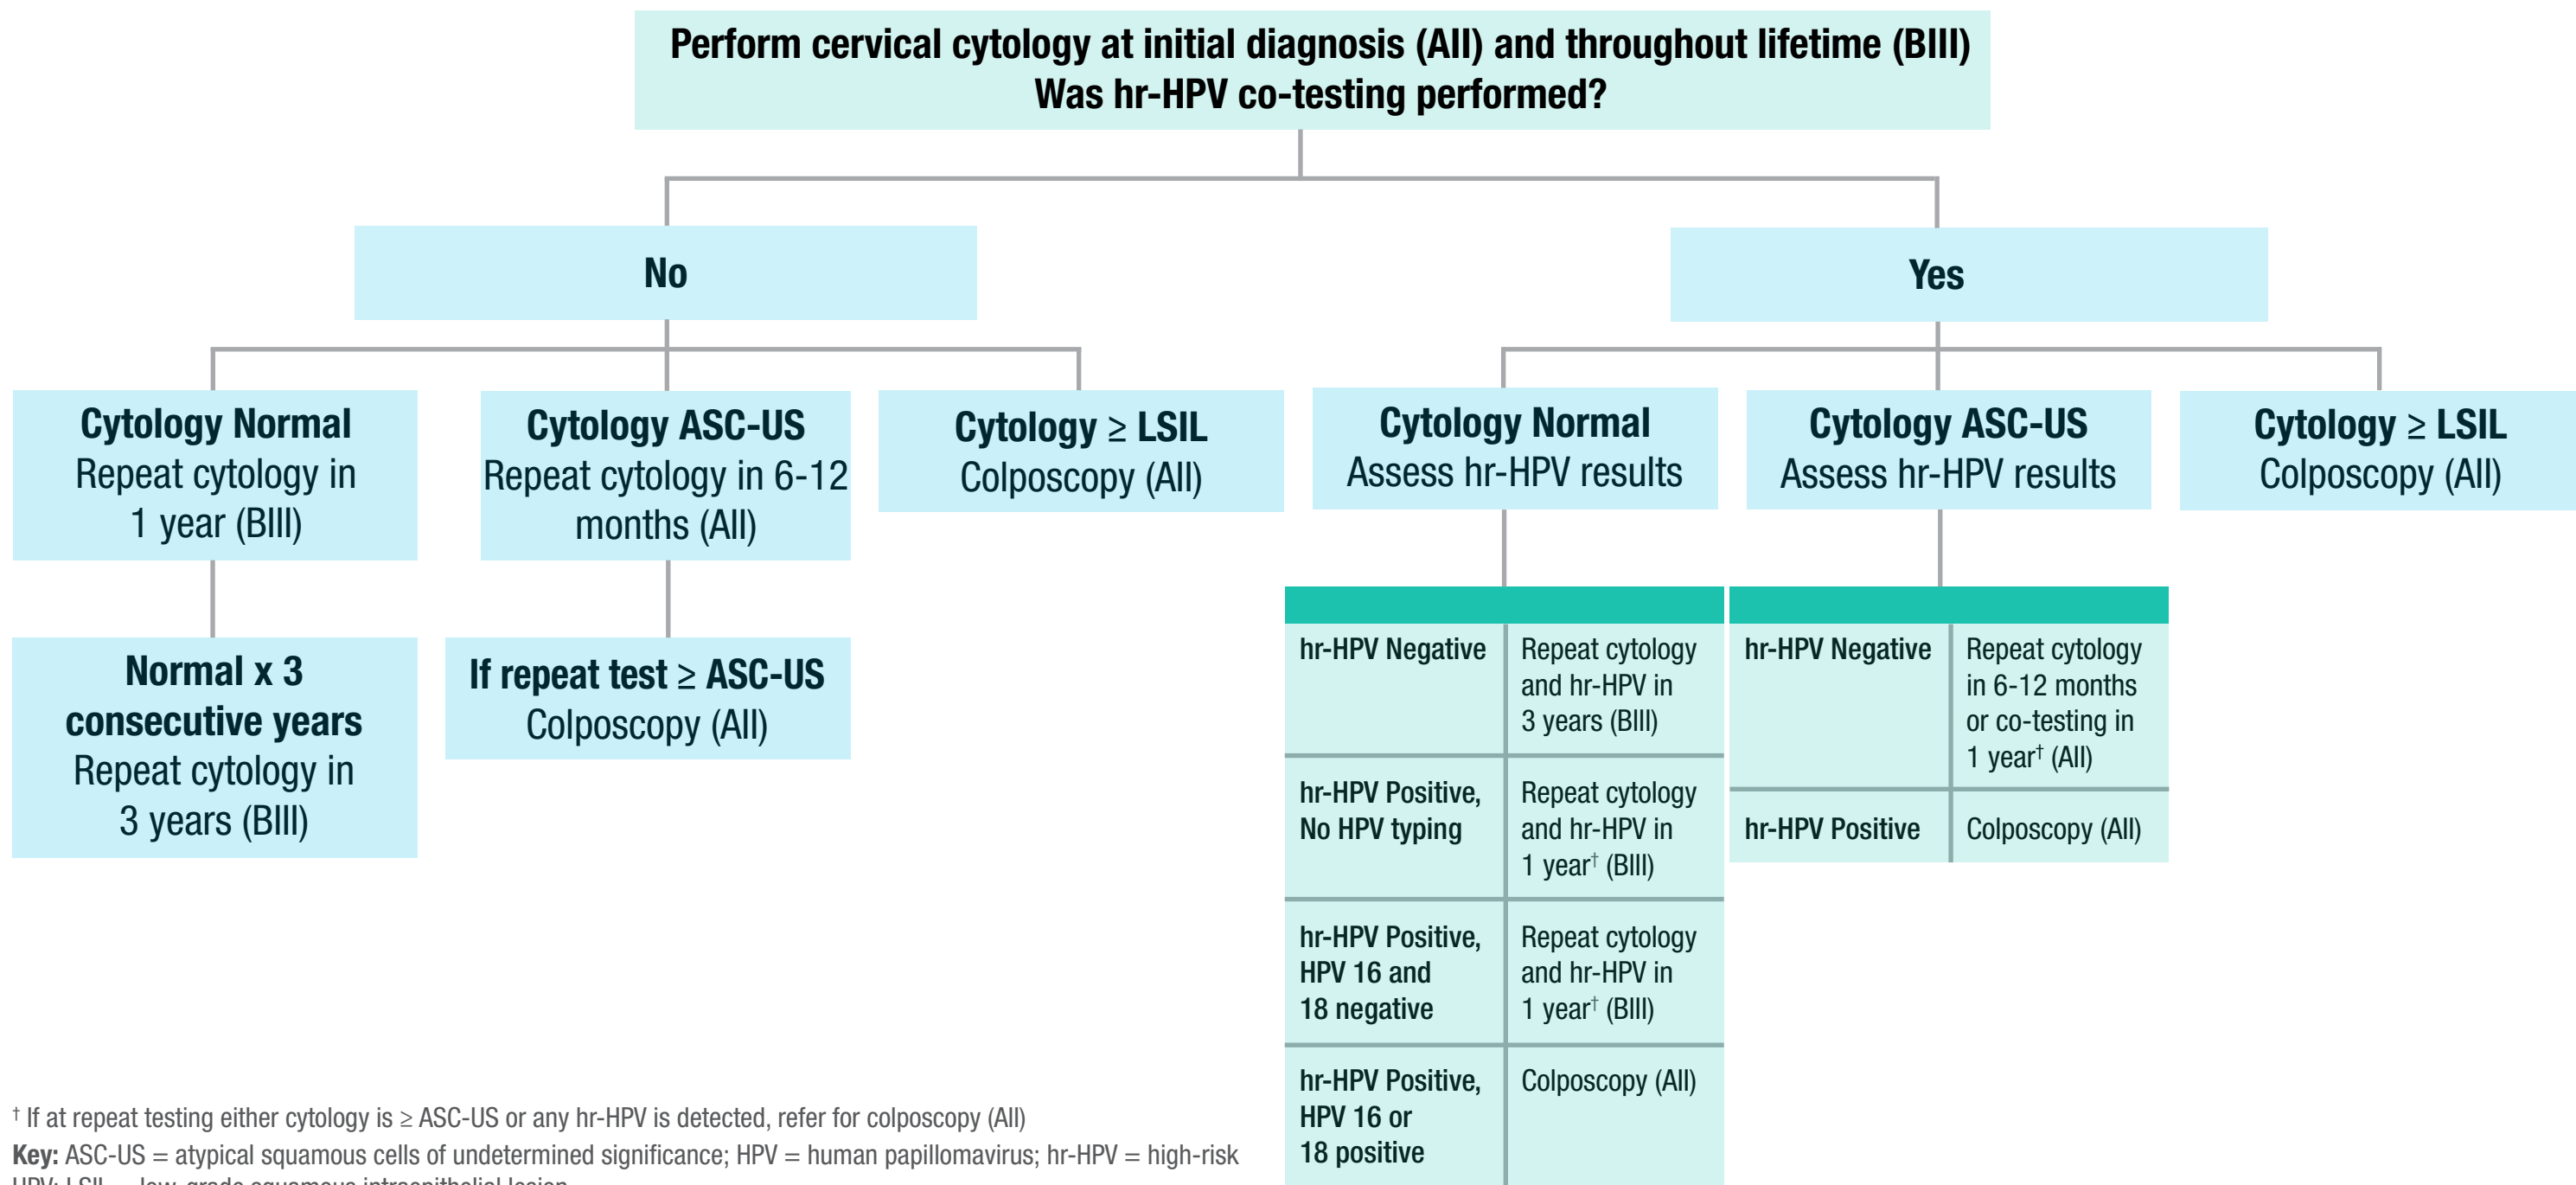 Perform cervical cytology at initial diagnosis (AII) and throughout lifetime (BIII)
Was hr-HPV co-testing performed?
No
Yes
Cytology Normal
Repeat cytology in
1 year (BIII)
Cytology ASC-US
Repeat cytology in 6-12
months (AII)
Cytology ≥ LSIL
Colposcopy (AII)
Cytology Normal
Assess hr-HPV results
Cytology ASC-US
Assess hr-HPV results
Cytology ≥ LSIL
Colposcopy (AII)
Normal x 3
consecutive years
Repeat cytology in
3 years (BIII)
If repeat test ≥ ASC-US
Colposcopy (AII)
hr-HPV Negative
Repeat cytology
and hr-HPV in
3 years (BIII)
hr-HPV Positive,
No HPV typing
Repeat cytology
and hr-HPV in
1 year† (BIII)
hr-HPV Positive,
HPV 16 and
18 negative
Repeat cytology
and hr-HPV in
1 year† (BIII)
hr-HPV Positive,
HPV 16 or
18 positive
Colposcopy (AII)
hr-HPV Negative
Repeat cytology
in 6-12 months
or co-testing in
1 year† (AII)
hr-HPV Positive
Colposcopy (AII)
† If at repeat testing either cytology is ≥ ASC-US or any hr-HPV is detected, refer for colposcopy (AII)
Key: ASC-US = atypical squamous cells of undetermined significance; HPV = human papillomavirus; hr-HPV = high-risk
HPV; LSIL = low-grade squamous intraepithelial lesion